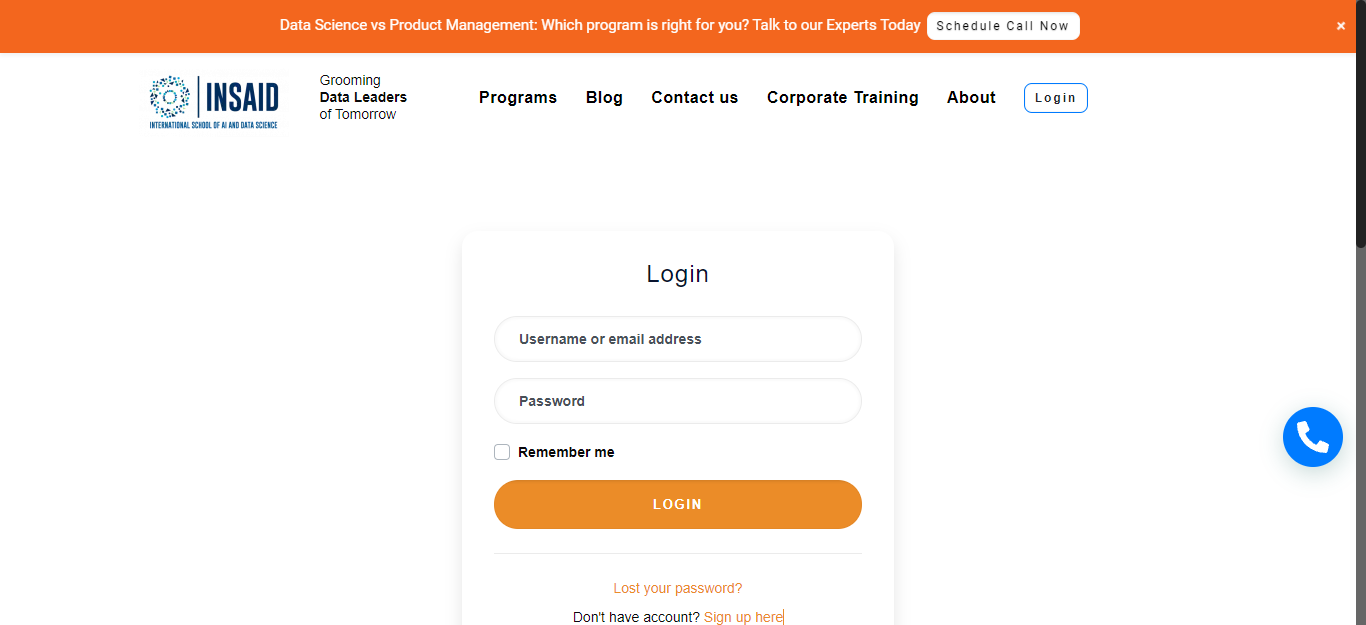 Data Science vs Product Management: Which program is right for you? Talk to our Experts Today Schedule Call Now ×
INSAID
INTERNATIONAL SCHOOL OF AI AND DATA SCIENCE
Grooming
Data Leaders
of Tomorrow
Programs Blog Contact us Corporate Training About Login
Login
Username or email address
Password
Remember me
LOGIN
Lost your password?
Don't have account? Sign up here